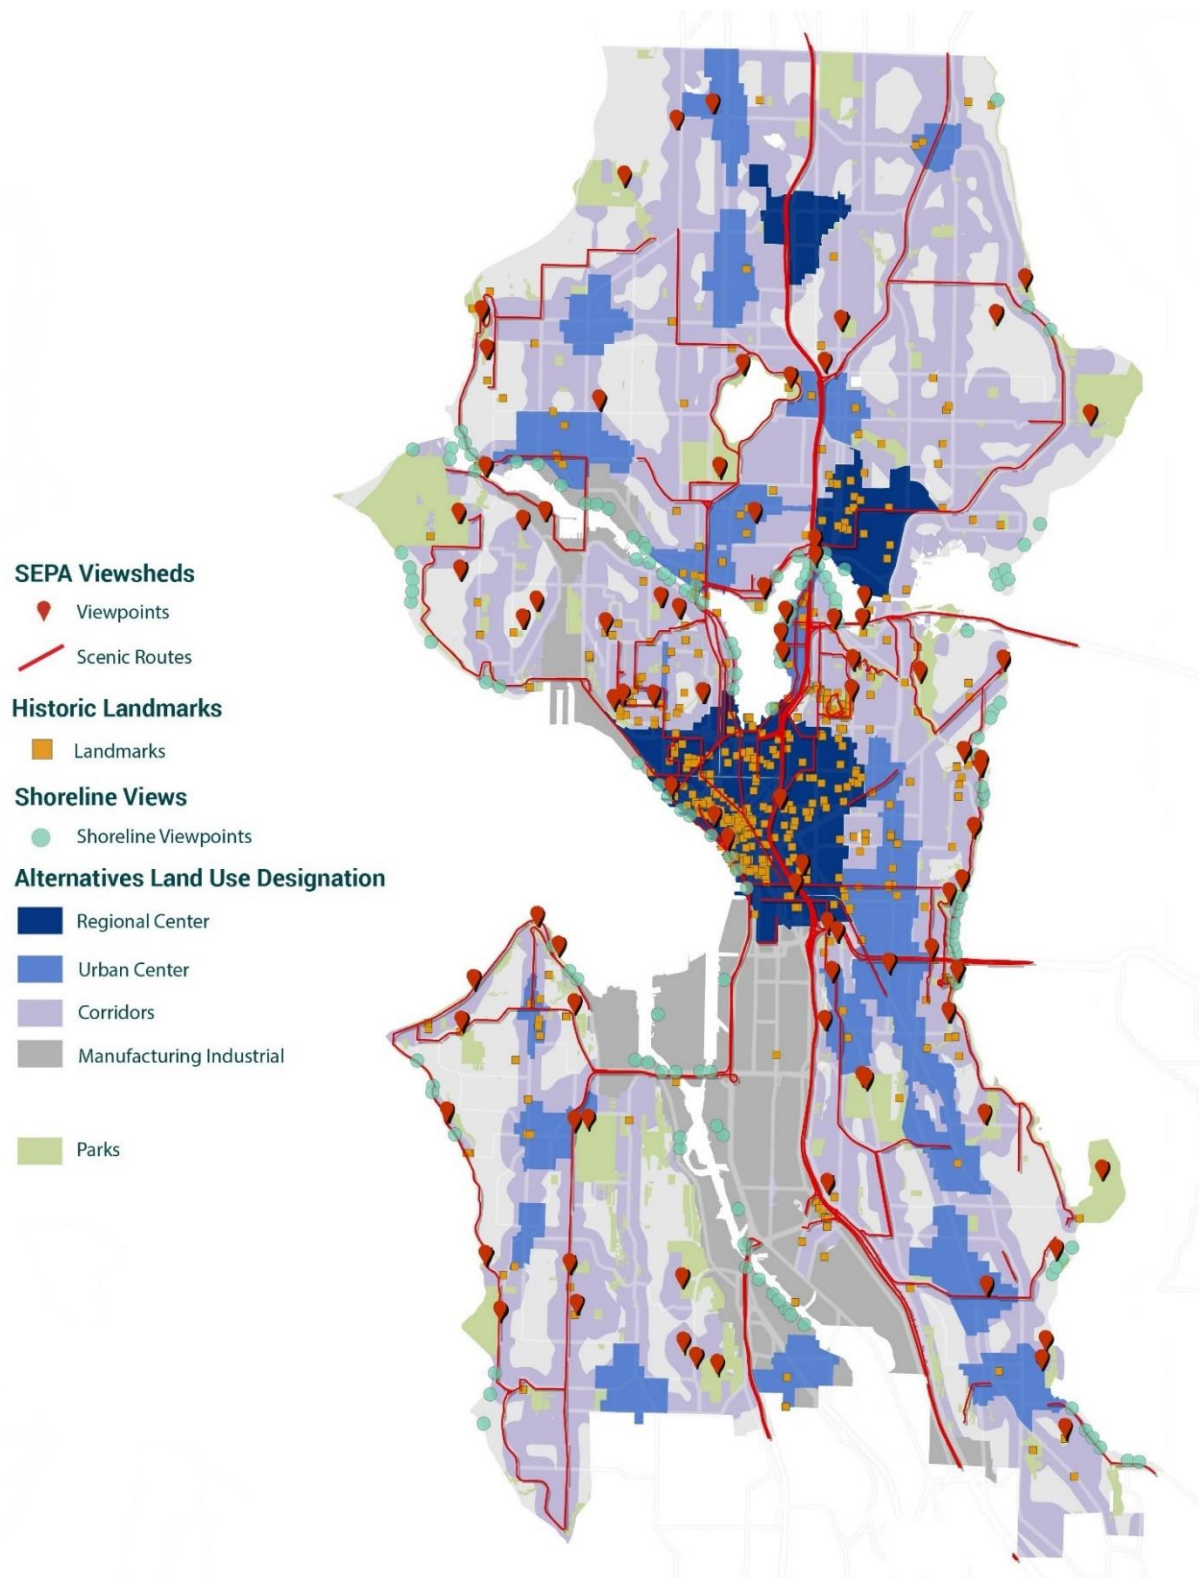 SEPA Viewsheds
Viewpoints
Scenic Routes
Historic Landmarks
Landmarks
Shoreline Views
Shoreline Viewpoints
Alternatives Land Use Designation
Regional Center
Urban Center
Corridors
Manufacturing Industrial
Parks